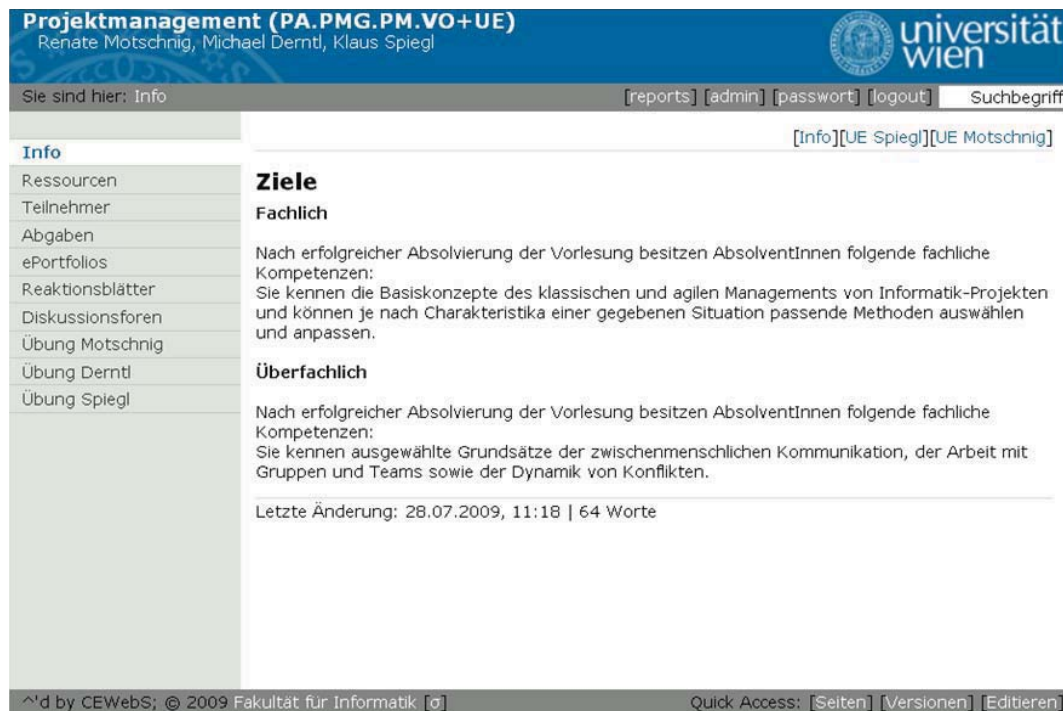 Projektmanagement (PA.PMG.PM.VO+UE)
Renate Motschnig, Michael Derntl, Klaus Spiegl
universität
wien
Sie sind hier: Info
[reports] [admin] [passwort] [logout] Suchbegriff
[Info][UE Spiegl][UE Motschnig]
Info
Ressourcen
Teilnehmer
Abgaben
ePortfolios
Reaktionsblätter
Diskussionsforen
Übung Motschnig
Übung Derntl
Übung Spiegl
Ziele
Fachlich
Nach erfolgreicher Absolvierung der Vorlesung besitzen AbsolventInnen folgende fachliche
Kompetenzen:
Sie kennen die Basiskonzepte des klassischen und agilen Managements von Informatik-Projekten
und können je nach Charakteristika einer gegebenen Situation passende Methoden auswählen
und anpassen.
Überfachlich
Nach erfolgreicher Absolvierung der Vorlesung besitzen AbsolventInnen folgende fachliche
Kompetenzen:
Sie kennen ausgewählte Grundsätze der zwischenmenschlichen Kommunikation, der Arbeit mit
Gruppen und Teams sowie der Dynamik von Konflikten.
Letzte Änderung: 28.07.2009, 11:18 | 64 Worte
^'d by CEWebS; © 2009 Fakultät für Informatik [σ]
Quick Access: [Seiten] [Versionen] [Editieren]